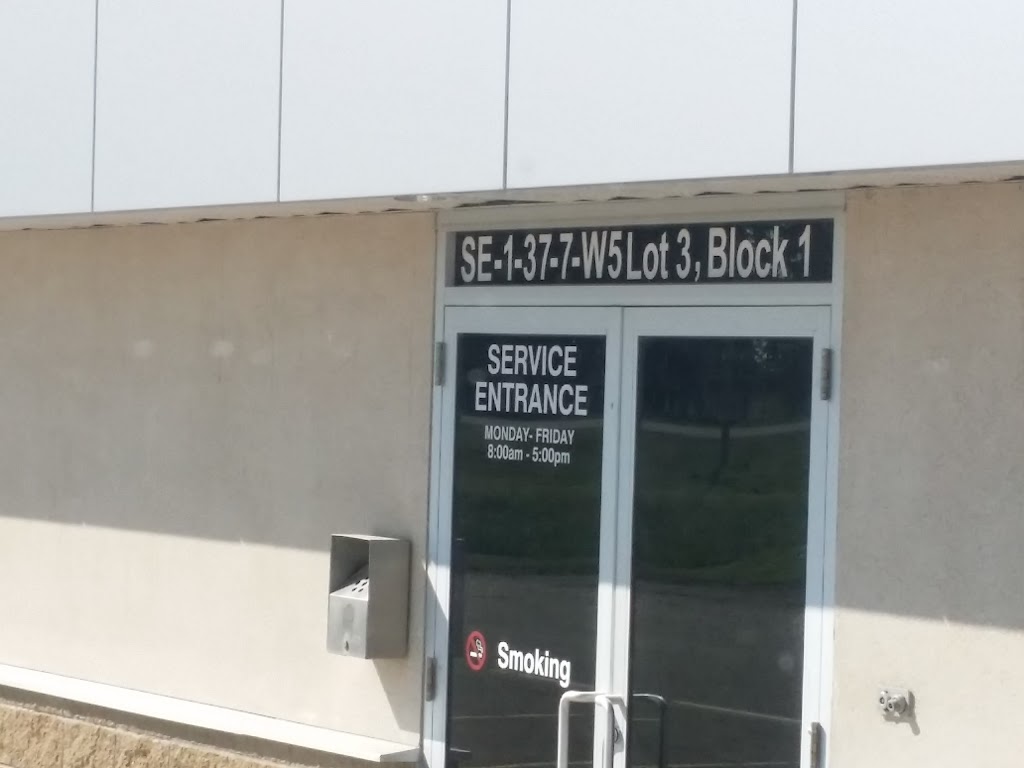 SE-1-37-7-W5 Lot 3, Block 1
SERVICE
ENTRANCE
MONDAY- FRIDAY
8:00am - 5:00pm
Smoking